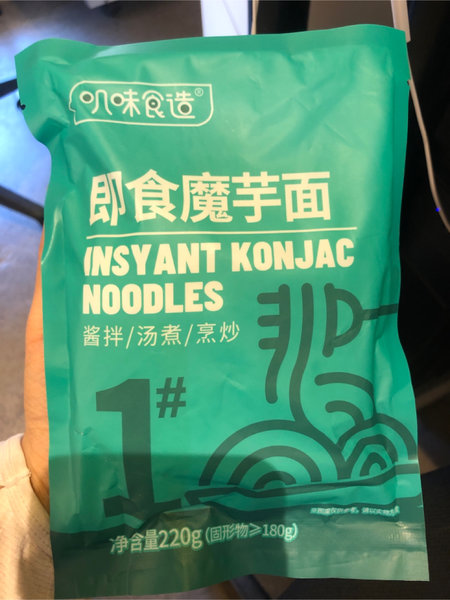 叽味食造®
即食魔芋面
INSYANT KONJAC
NOODLES
酱拌/汤煮/烹炒
1#
净含量220g(固形物≥180g)